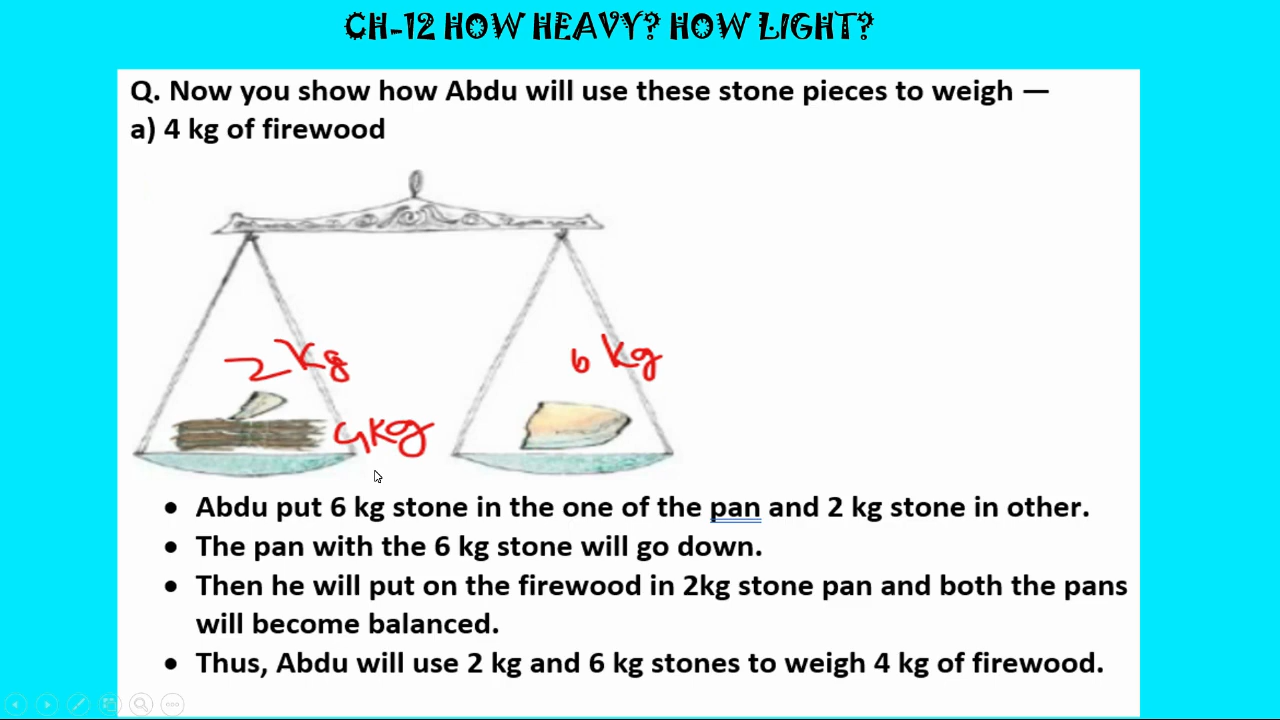 CH-12 HOW HEAVY? HOW LIGHT?
Q. Now you show how Abdu will use these stone pieces to weigh —
a) 4 kg of firewood
2 kg
6 kg
4kg
• Abdu put 6 kg stone in the one of the pan and 2 kg stone in other.
• The pan with the 6 kg stone will go down.
• Then he will put on the firewood in 2kg stone pan and both the pans
will become balanced.
• Thus, Abdu will use 2 kg and 6 kg stones to weigh 4 kg of firewood.